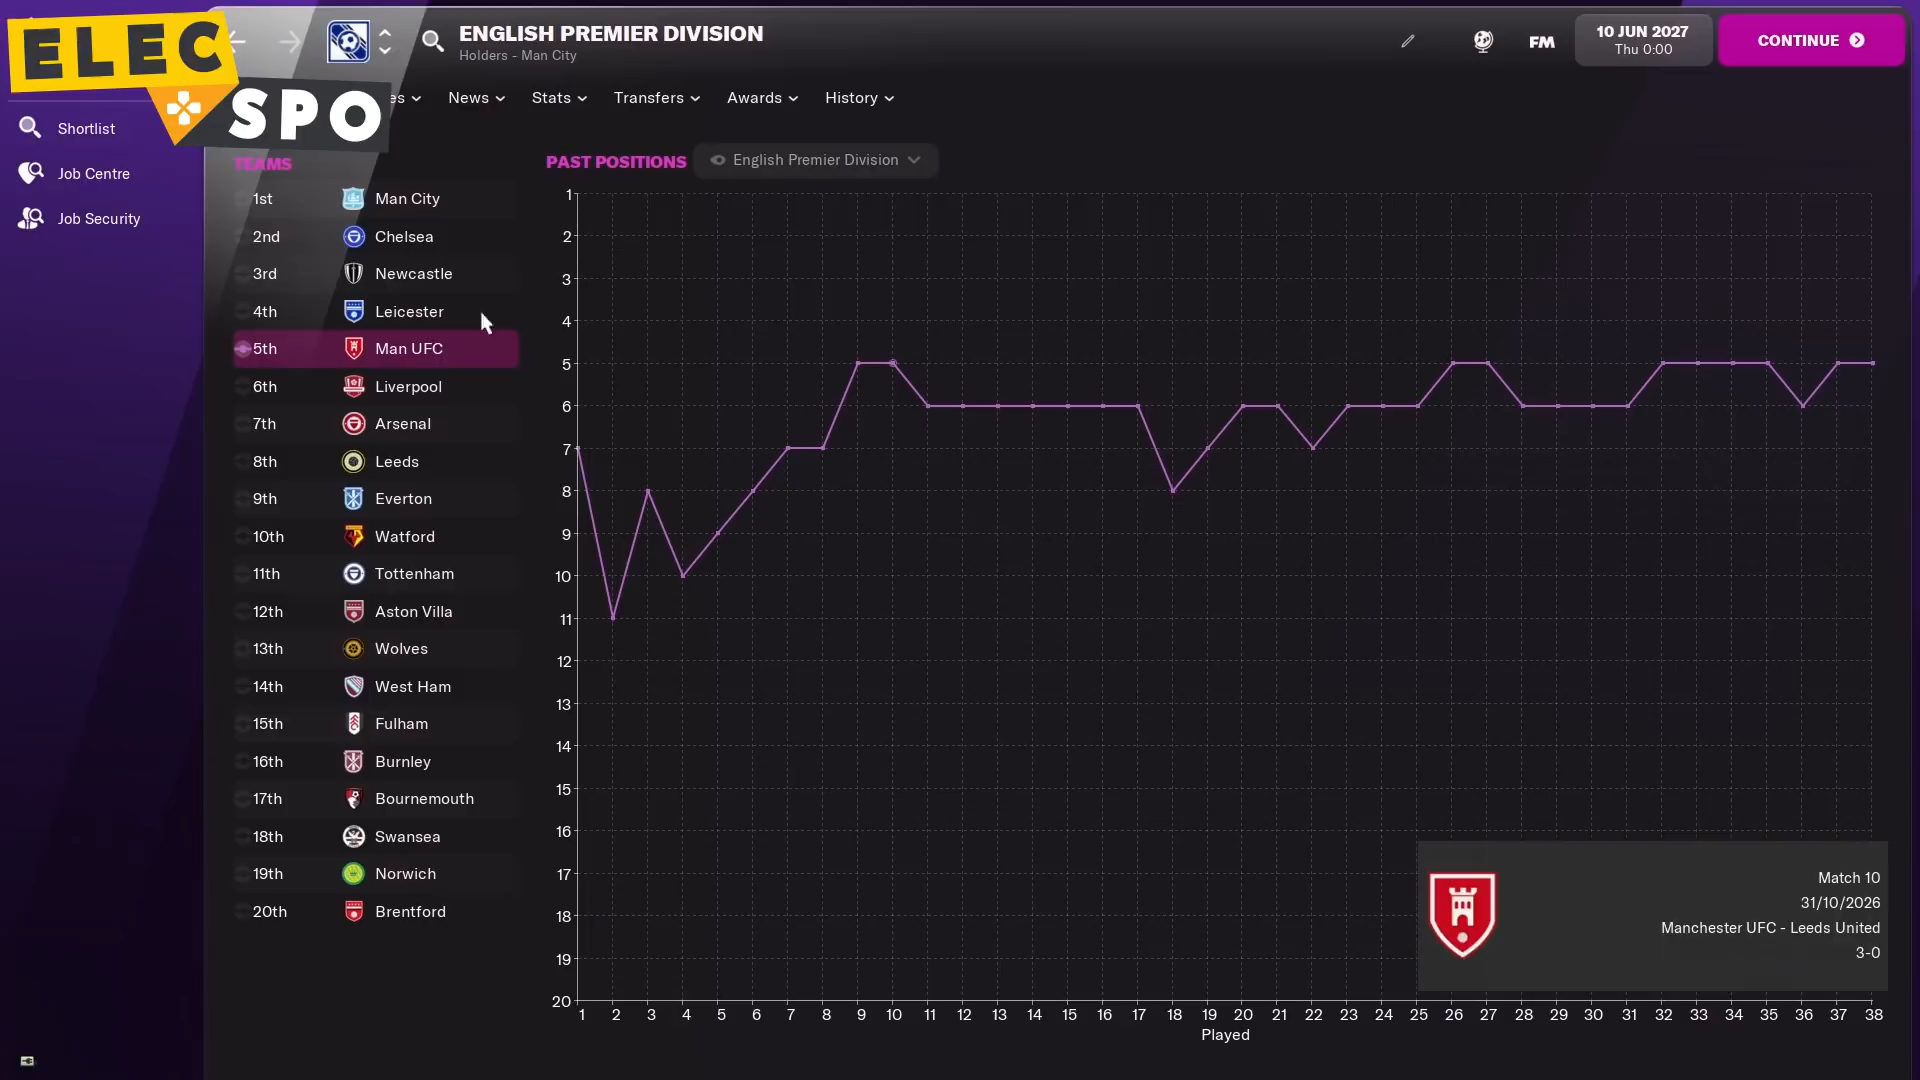 ELEC
SPO
ENGLISH PREMIER DIVISION
Holders - Man City
FM
10 JUN 2027
Thu 0:00
CONTINUE
es
News
Stats
Transfers
Awards
History
Shortlist
Job Centre
Job Security
TEAMS
1st Man City
2nd Chelsea
3rd Newcastle
4th Leicester
5th Man UFC
6th Liverpool
7th Arsenal
8th Leeds
9th Everton
10th Watford
11th Tottenham
12th Aston Villa
13th Wolves
14th West Ham
15th Fulham
16th Burnley
17th Bournemouth
18th Swansea
19th Norwich
20th Brentford
PAST POSITIONS
English Premier Division
1
2
3
4
5
6
7
8
9
10
11
12
13
14
15
16
17
18
19
20
1 2 3 4 5 6 7 8 9 10 11 12 13 14 15 16 17 18 19 20 21 22 23 24 25 26 27 28 29 30 31 32 33 34 35 36 37 38
Played
Match 10
31/10/2026
Manchester UFC - Leeds United
3-0